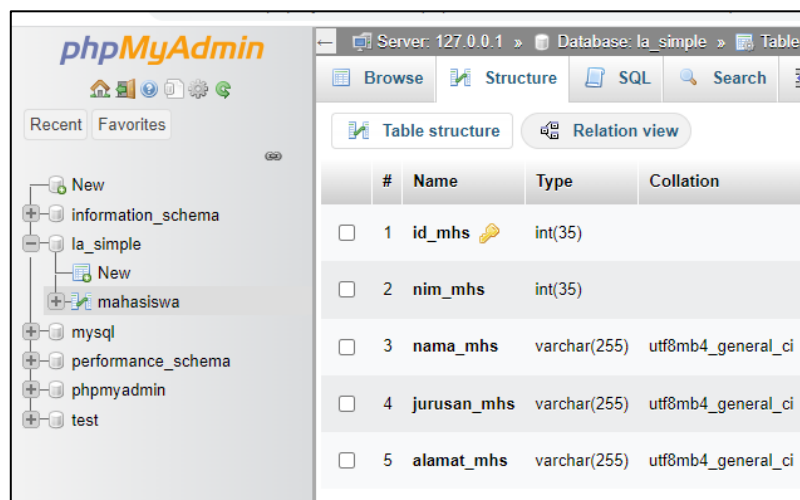 phpMyAdmin
Recent Favorites
New
information_schema
la_simple
New
mahasiswa
mysql
performance_schema
phpmyadmin
test
Server: 127.0.0.1 » Database: la_simple » Table
Browse Structure SQL Search
Table structure Relation view
# Name Type Collation
1 id_mhs int(35)
2 nim_mhs int(35)
3 nama_mhs varchar(255) utf8mb4_general_ci
4 jurusan_mhs varchar(255) utf8mb4_general_ci
5 alamat_mhs varchar(255) utf8mb4_general_ci